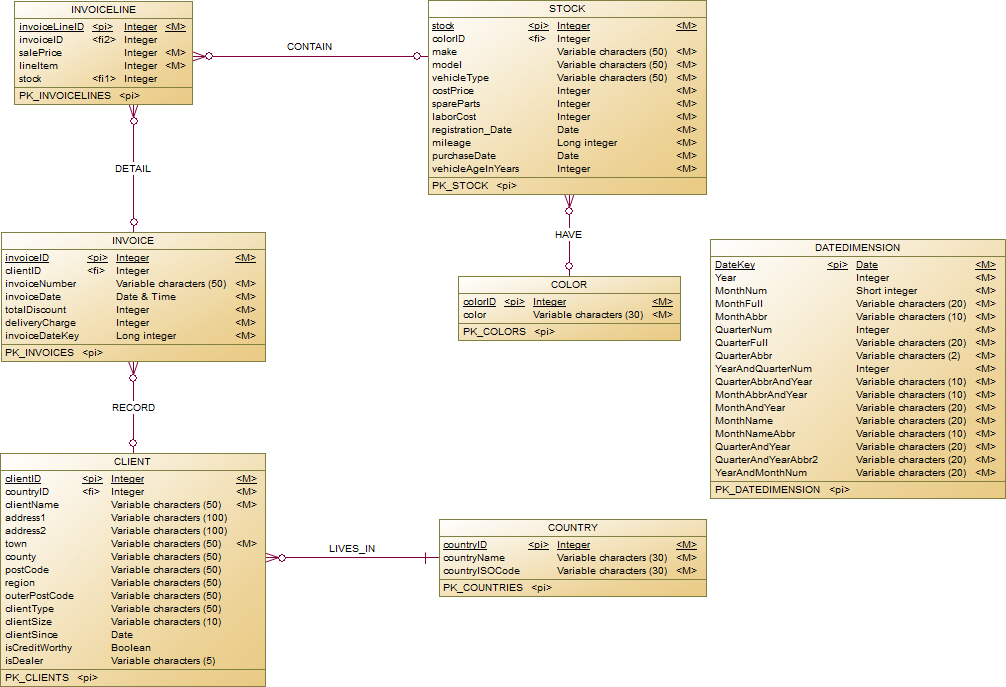 INVOICELINE
invoiceLineID <pi> Integer <M>
invoiceID <fi2> Integer
salePrice Integer <M>
lineItem Integer <M>
stock <fi1> Integer
PK_INVOICELINES <pi>
CONTAIN
STOCK
stock <pi> Integer <M>
colorID <fi> Integer
make Variable characters (50) <M>
model Variable characters (50) <M>
vehicleType Variable characters (50) <M>
costPrice Integer <M>
spareParts Integer <M>
laborCost Integer <M>
registration_Date Date <M>
mileage Long integer <M>
purchaseDate Date <M>
vehicleAgeInYears Integer <M>
PK_STOCK <pi>
DETAIL
HAVE
INVOICE
invoiceID <pi> Integer <M>
clientID <fi> Integer
invoiceNumber Variable characters (50) <M>
invoiceDate Date & Time <M>
totalDiscount Integer <M>
deliveryCharge Integer <M>
invoiceDateKey Long integer <M>
PK_INVOICES <pi>
COLOR
colorID <pi> Integer <M>
color Variable characters (30) <M>
PK_COLORS <pi>
DATEDIMENSION
DateKey <pi> Date <M>
Year Integer <M>
MonthNum Short integer <M>
MonthFull Variable characters (20) <M>
MonthAbbr Variable characters (10) <M>
QuarterNum Integer <M>
QuarterFull Variable characters (20) <M>
QuarterAbbr Variable characters (2) <M>
YearAndQuarterNum Integer <M>
QuarterAbbrAndYear Variable characters (10) <M>
MonthAbbrAndYear Variable characters (10) <M>
MonthAndYear Variable characters (20) <M>
MonthName Variable characters (20) <M>
MonthNameAbbr Variable characters (10) <M>
QuarterAndYear Variable characters (20) <M>
QuarterAndYearAbbr2 Variable characters (20) <M>
YearAndMonthNum Variable characters (20) <M>
PK_DATEDIMENSION <pi>
RECORD
CLIENT
clientID <pi> Integer <M>
countryID <fi> Integer <M>
clientName Variable characters (50) <M>
address1 Variable characters (100)
address2 Variable characters (100)
town Variable characters (50) <M>
county Variable characters (50)
postCode Variable characters (50)
region Variable characters (50)
outerPostCode Variable characters (50)
clientType Variable characters (50)
clientSize Variable characters (10)
clientSince Date
isCreditWorthy Boolean
isDealer Variable characters (5)
PK_CLIENTS <pi>
LIVES_IN
COUNTRY
countryID <pi> Integer <M>
countryName Variable characters (30) <M>
countryISOCode Variable characters (30) <M>
PK_COUNTRIES <pi>